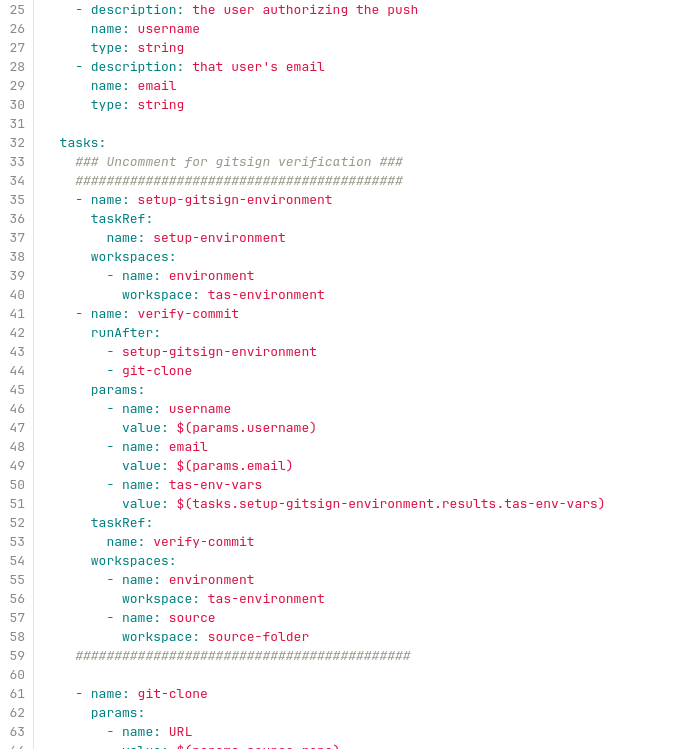 25 - description: the user authorizing the push
26 name: username
27 type: string
28 - description: that user's email
29 name: email
30 type: string
31
32 tasks:
33 ### Uncomment for gitsign verification ###
34 ##########################################
35 - name: setup-gitsign-environment
36 taskRef:
37 name: setup-environment
38 workspaces:
39 - name: environment
40 workspace: tas-environment
41 - name: verify-commit
42 runAfter:
43 - setup-gitsign-environment
44 - git-clone
45 params:
46 - name: username
47 value: $(params.username)
48 - name: email
49 value: $(params.email)
50 - name: tas-env-vars
51 value: $(tasks.setup-gitsign-environment.results.tas-env-vars)
52 taskRef:
53 name: verify-commit
54 workspaces:
55 - name: environment
56 workspace: tas-environment
57 - name: source
58 workspace: source-folder
59 ###########################################
60
61 - name: git-clone
62 params:
63 - name: URL